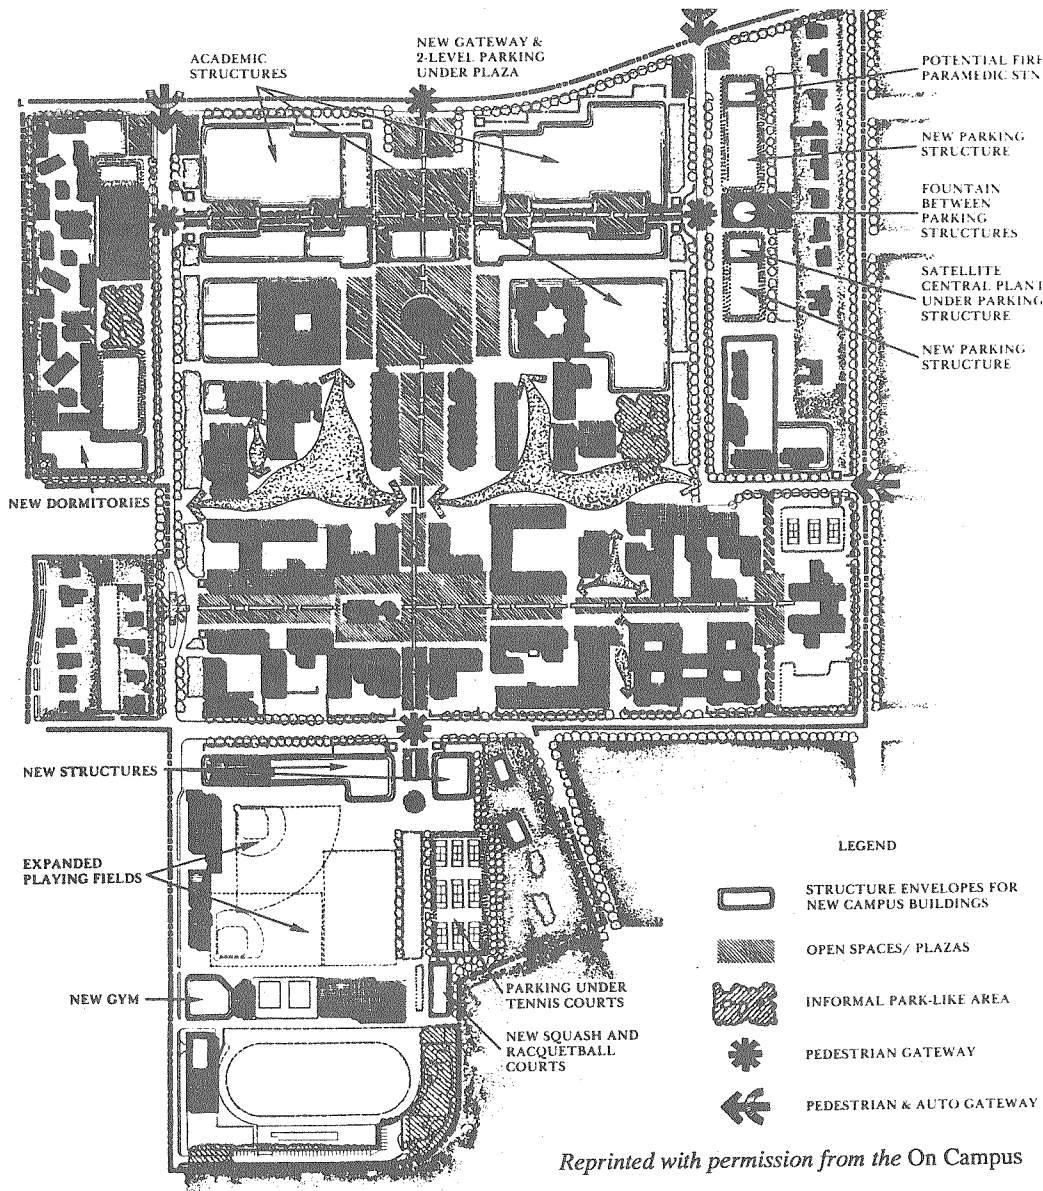 ACADEMIC
STRUCTURES
NEW GATEWAY &
2-LEVEL PARKING
UNDER PLAZA
POTENTIAL FIRE
PARAMEDIC STN
NEW PARKING
STRUCTURE
FOUNTAIN
BETWEEN
PARKING
STRUCTURES
SATELLITE
CENTRAL PLANT
UNDER PARKING
STRUCTURE
NEW PARKING
STRUCTURE
NEW DORMITORIES
NEW STRUCTURES
EXPANDED
PLAYING FIELDS
NEW GYM
PARKING UNDER
TENNIS COURTS
NEW SQUASH AND
RACQUETBALL
COURTS
LEGEND
STRUCTURE ENVELOPES FOR
NEW CAMPUS BUILDINGS
OPEN SPACES/ PLAZAS
INFORMAL PARK-LIKE AREA
PEDESTRIAN GATEWAY
PEDESTRIAN & AUTO GATEWAY
Reprinted with permission from the On Campus